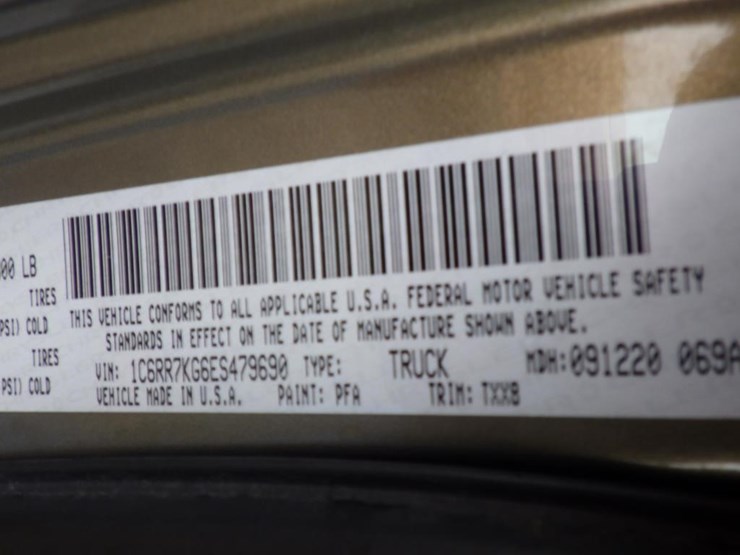 00 LB
TIRES
PSI) COLD
TIRES
PSI) COLD
THIS VEHICLE CONFORMS TO ALL APPLICABLE U.S.A. FEDERAL MOTOR VEHICLE SAFETY
STANDARDS IN EFFECT ON THE DATE OF MANUFACTURE SHOWN ABOVE.
VIN: 1C6RR7KG6ES479690 TYPE: TRUCK MDH:091220 069A
VEHICLE MADE IN U.S.A. PAINT: PFA TRIM: TXX8